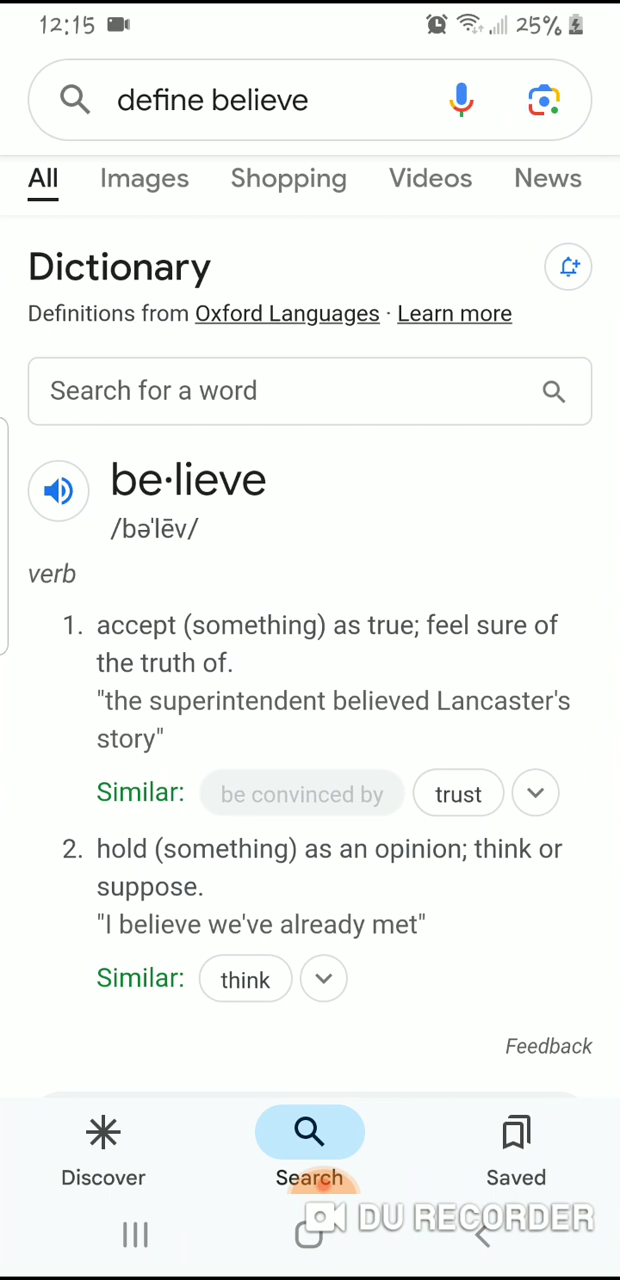 12:15 25%
define believe
All Images Shopping Videos News
Dictionary
Definitions from Oxford Languages · Learn more
Search for a word
be·lieve
/bəˈlēv/
verb
1. accept (something) as true; feel sure of
the truth of.
"the superintendent believed Lancaster's
story"
Similar: be convinced by trust
2. hold (something) as an opinion; think or
suppose.
"I believe we've already met"
Similar: think
Feedback
Discover Search Saved
DU RECORDER